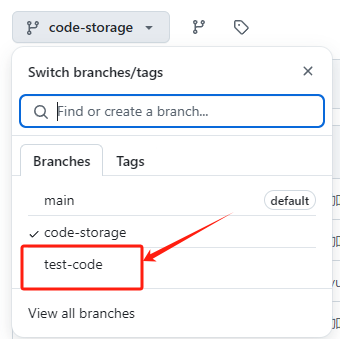 code-storage
Switch branches/tags
Find or create a branch...
Branches Tags
main default
code-storage
test-code
View all branches